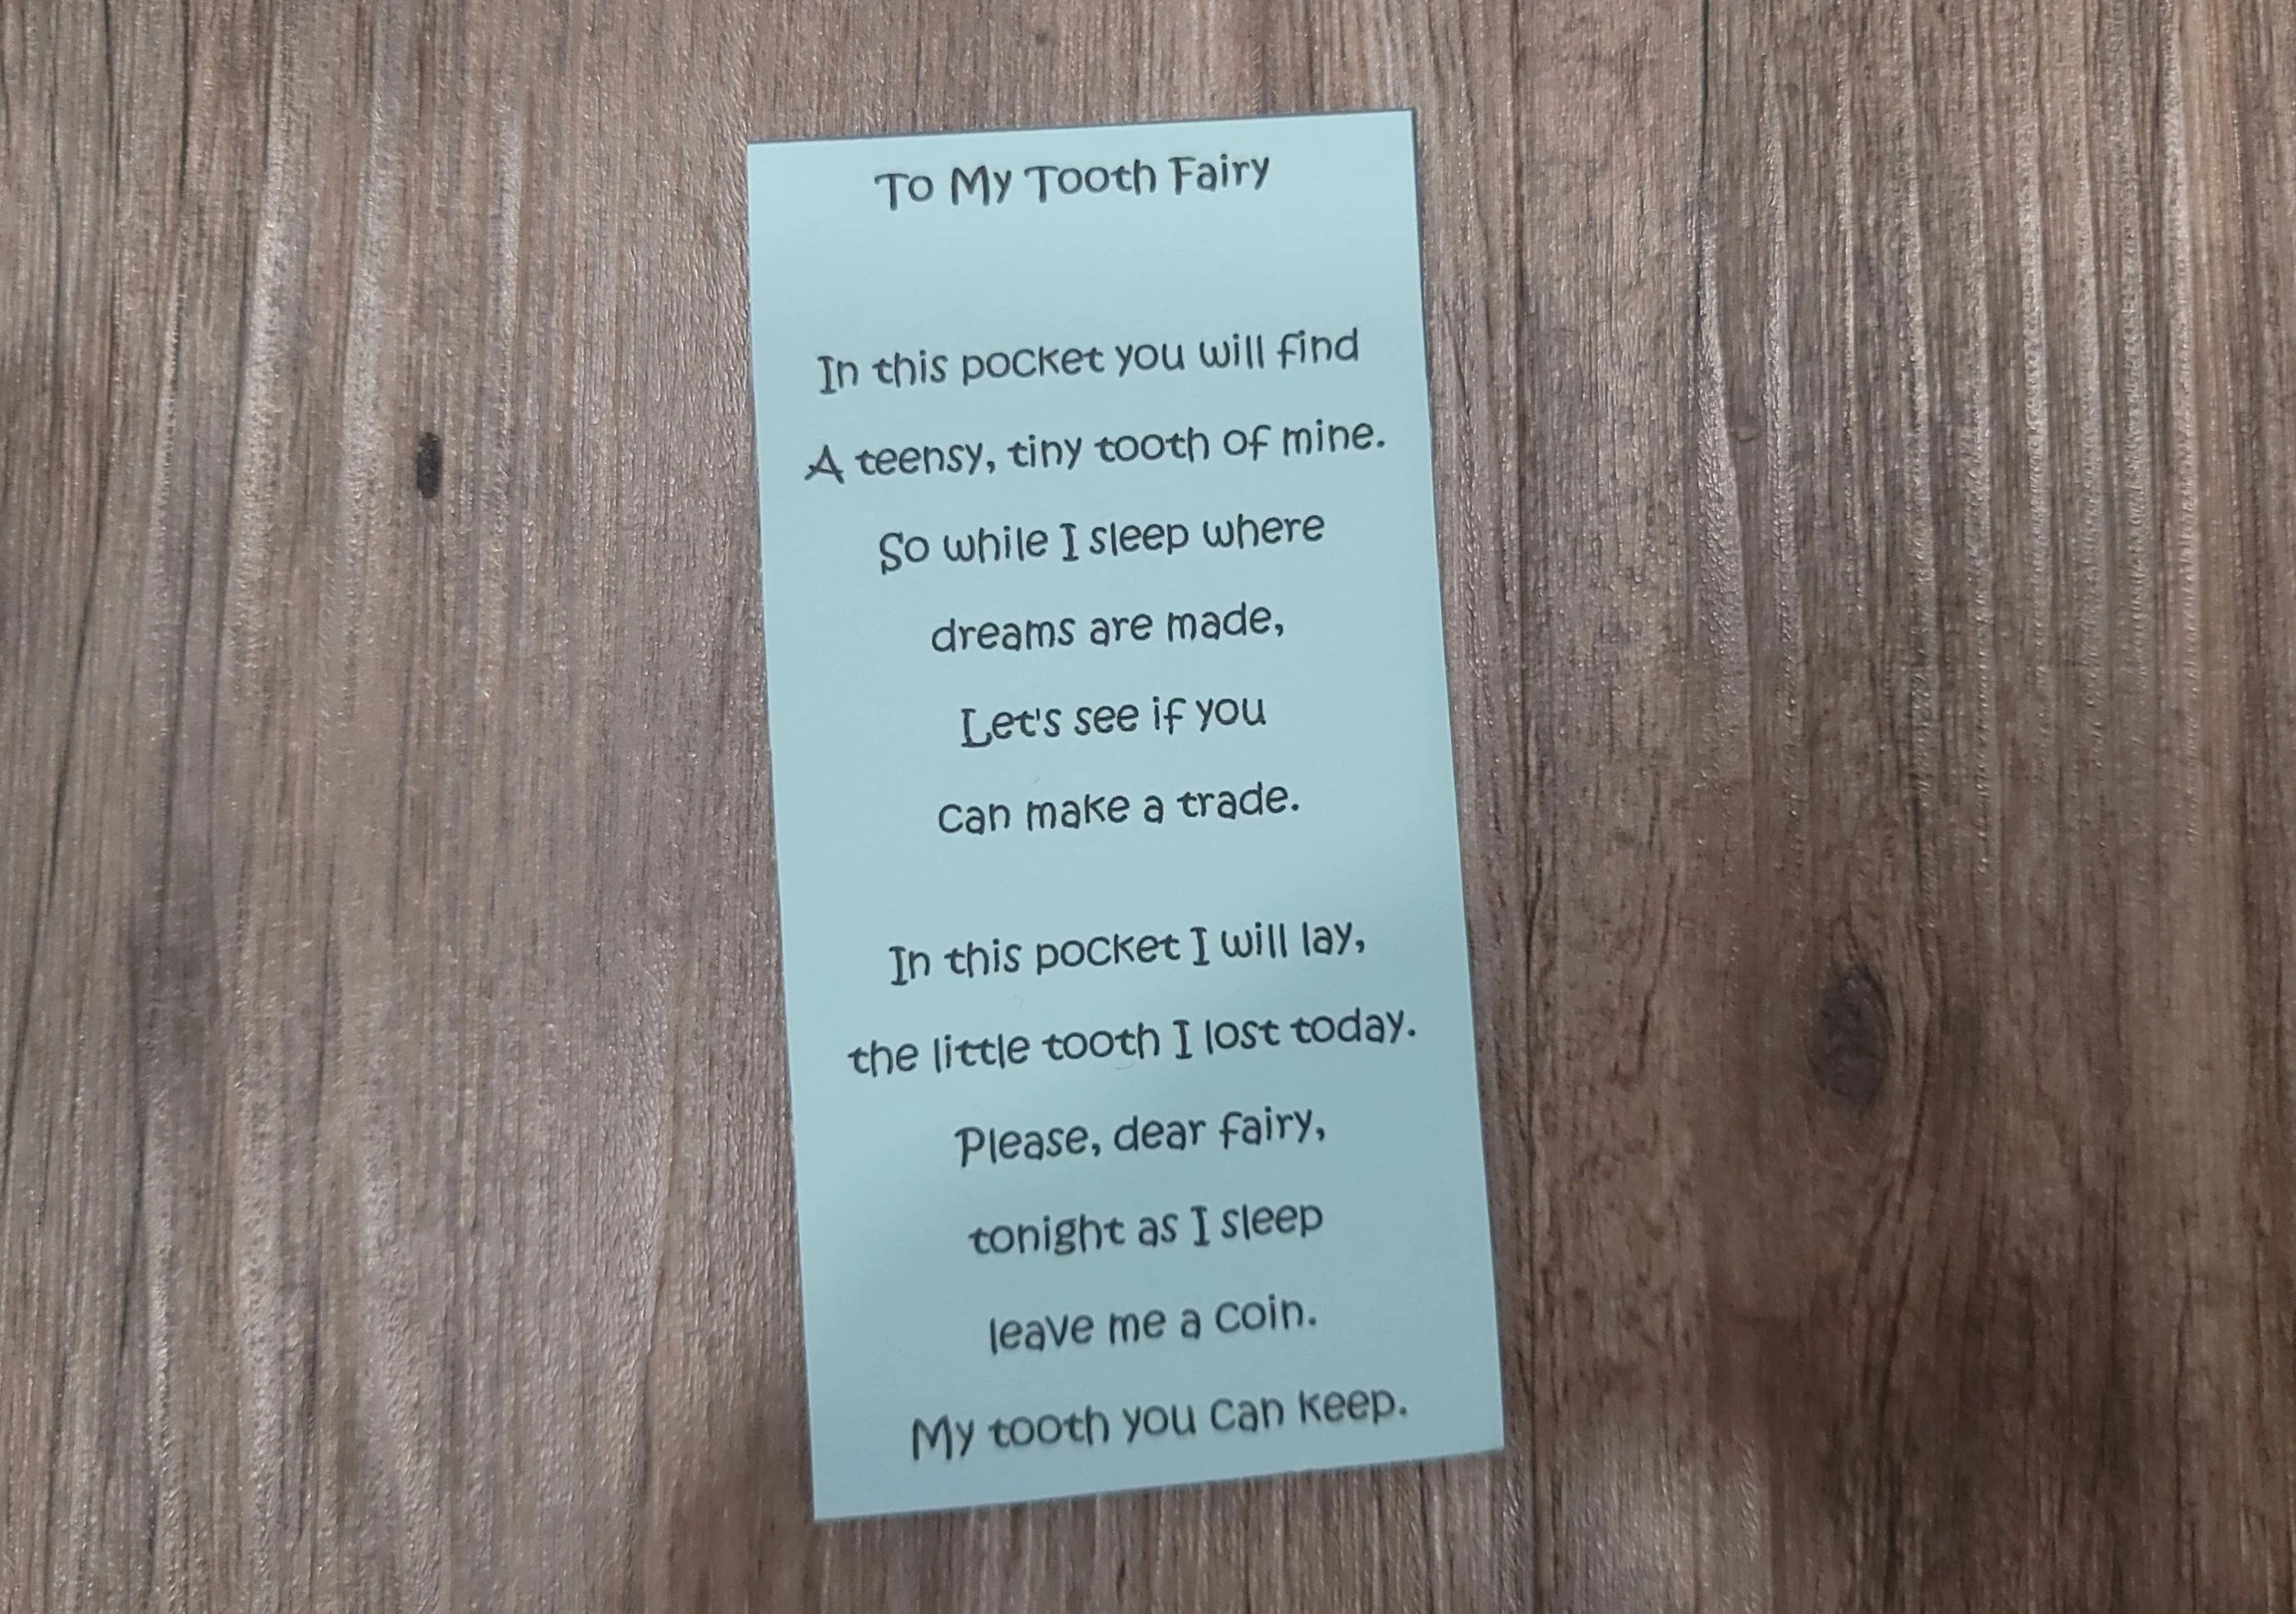 To My Tooth Fairy
In this pocket you will find
A teensy, tiny tooth of mine.
So while I sleep where
dreams are made,
Let's see if you
can make a trade.
In this pocket I will lay,
the little tooth I lost today.
Please, dear fairy,
tonight as I sleep
leave me a coin.
My tooth you can keep.